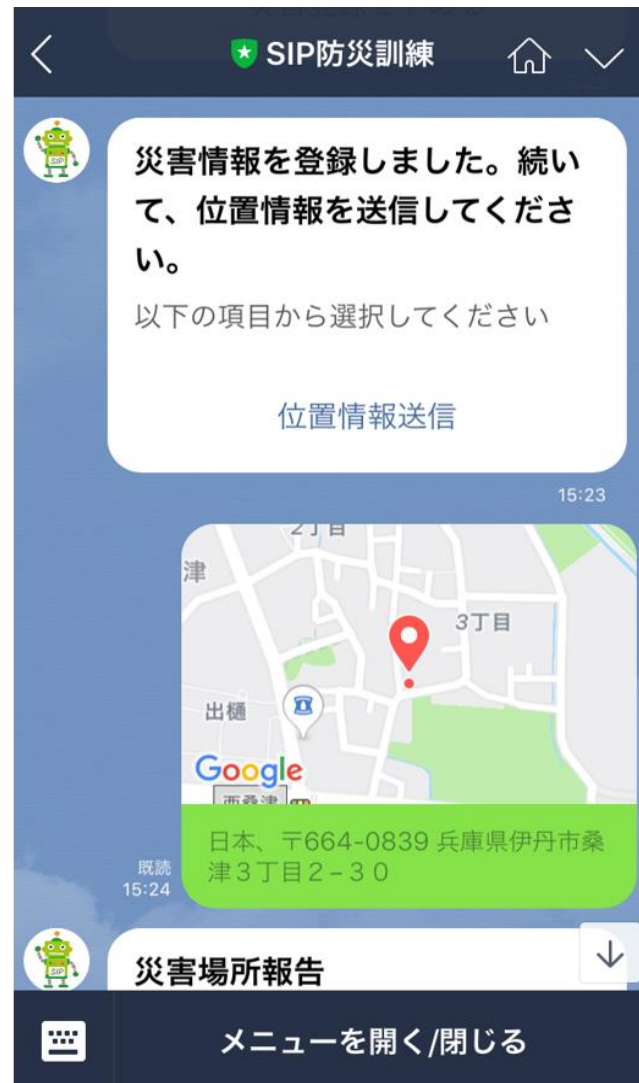 SIP防災訓練
災害情報を登録しました。続い
て、位置情報を送信してくださ
い。
以下の項目から選択してください
位置情報送信
15:23
2丁目
津
3丁目
出樋
Google
西桑津
日本、〒664-0839 兵庫県伊丹市桑
津3丁目2−30
既読
15:24
災害場所報告
SIP
メニューを開く/閉じる